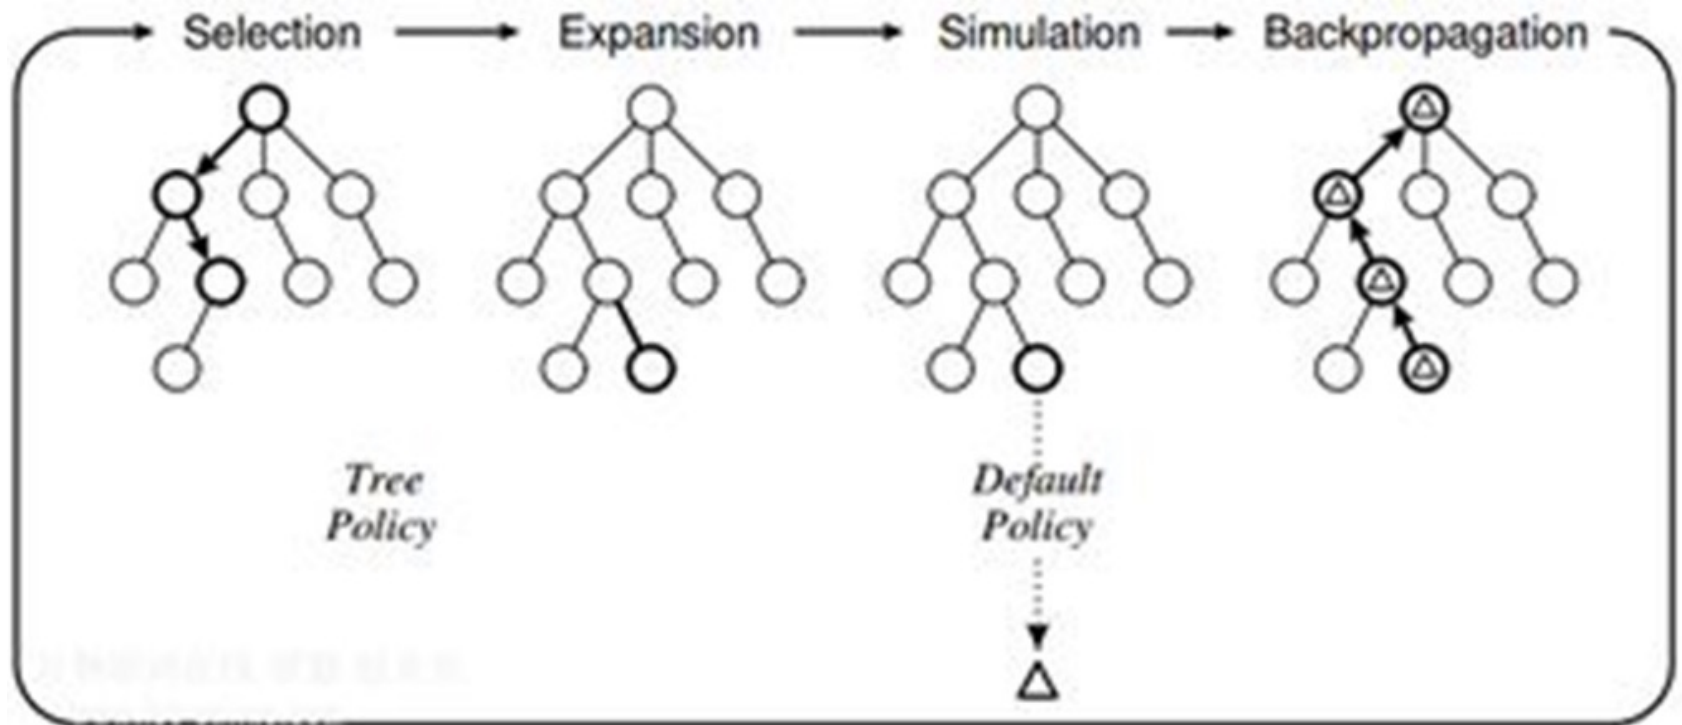 Selection
Expansion
Simulation
Backpropagation
Tree
Policy
Default
Policy